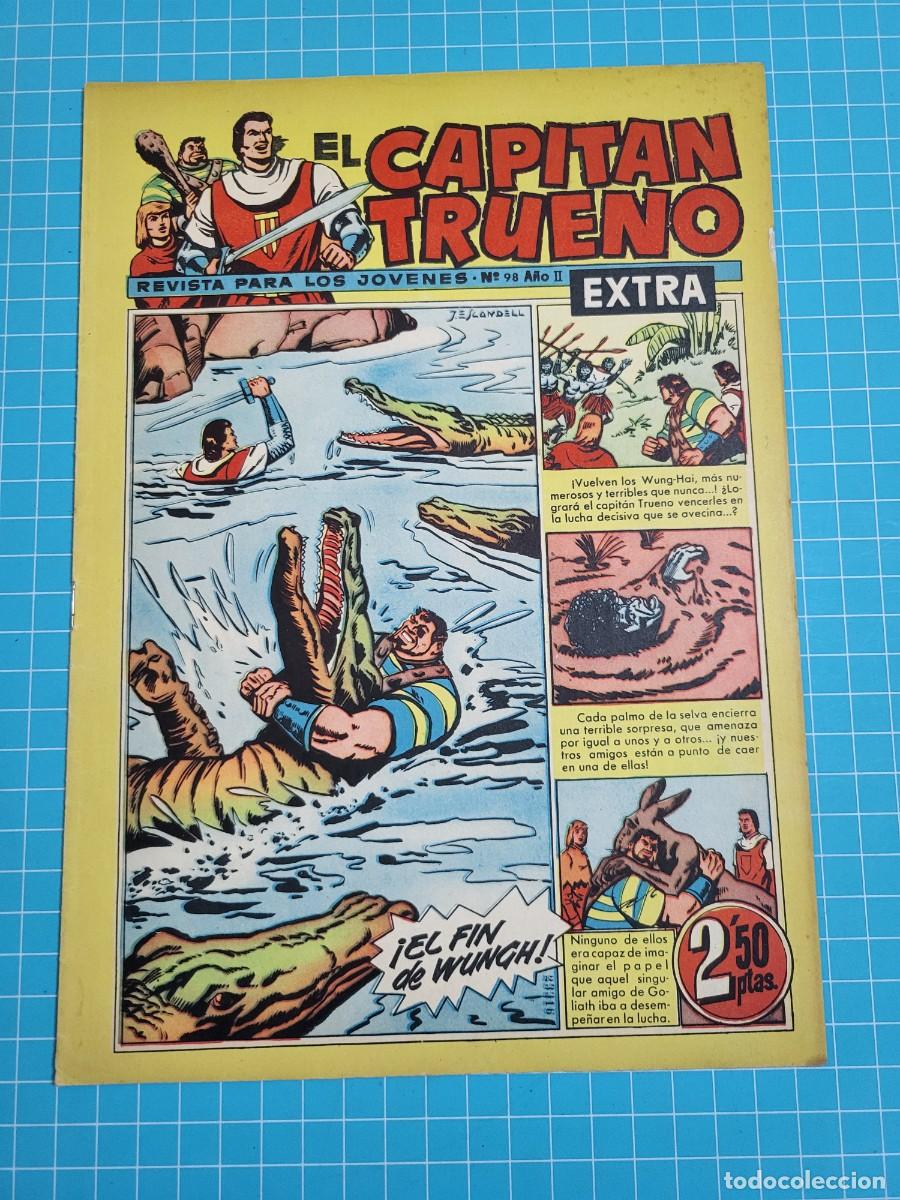 EL CAPITAN
TRUENO
REVISTA PARA LOS JOVENES · Nº 98 Año II
EXTRA
J. ESCANDELL
¡Vuelven los Wung-Hai, más nu-
merosos y terribles que nunca...! ¿Lo-
grará el capitán Trueno vencerles en
la lucha decisiva que se avecina...?
Cada palmo de la selva encierra
una terrible sorpresa, que amenaza
por igual a unos y a otros... ¡y nues-
tros amigos están a punto de caer
en una de ellas!
¡EL FIN
de WUNGH!
Ninguno de ellos
era capaz de ima-
ginar el papel
que aquel singu-
lar amigo de Go-
liath iba a desem-
peñar en la lucha.
2'50
ptas.
todocoleccion